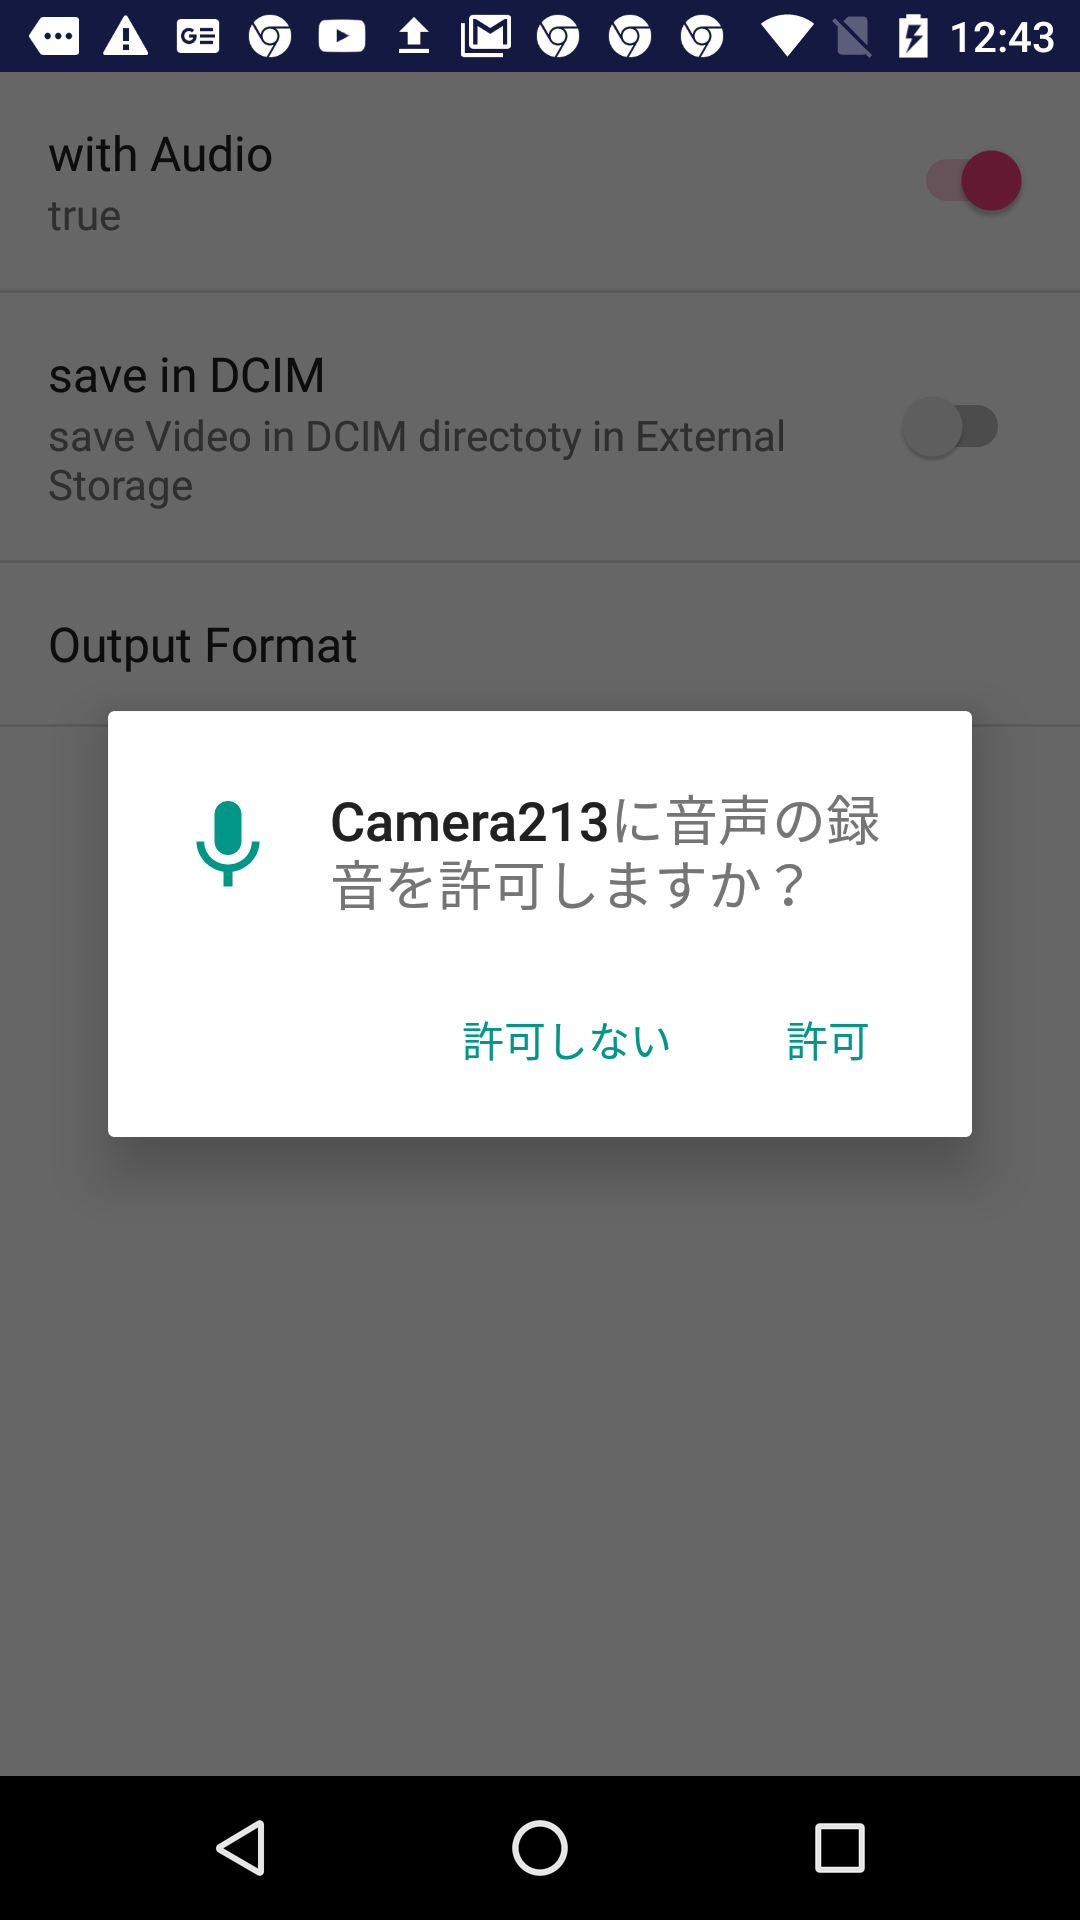 12:43
with Audio
true
save in DCIM
save Video in DCIM directoty in External
Storage
Output Format
Camera213に音声の録
音を許可しますか？
許可しない 許可